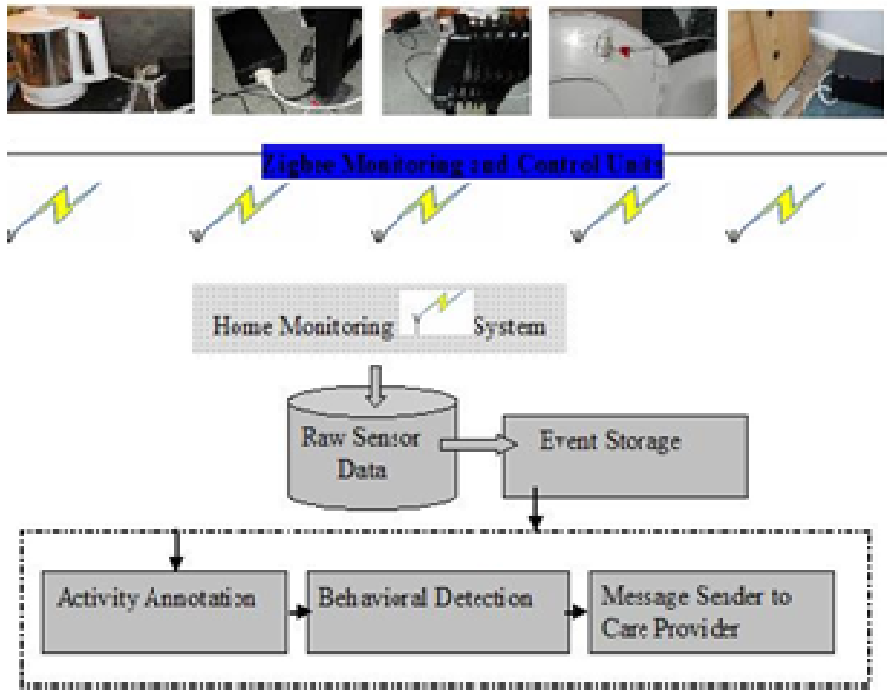 Zigbee Monitoring and Control Units
Home Monitoring System
Raw Sensor
Data
Event Storage
Activity Annotation
Behavioral Detection
Message Sender to
Care Provider